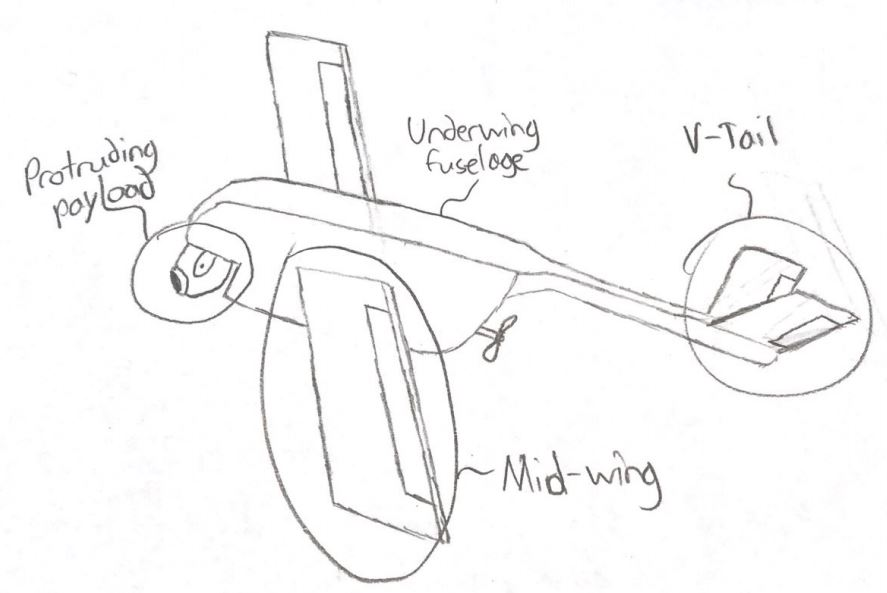 Protruding
payload
Underwing
fuselage
V-Tail
Mid-wing